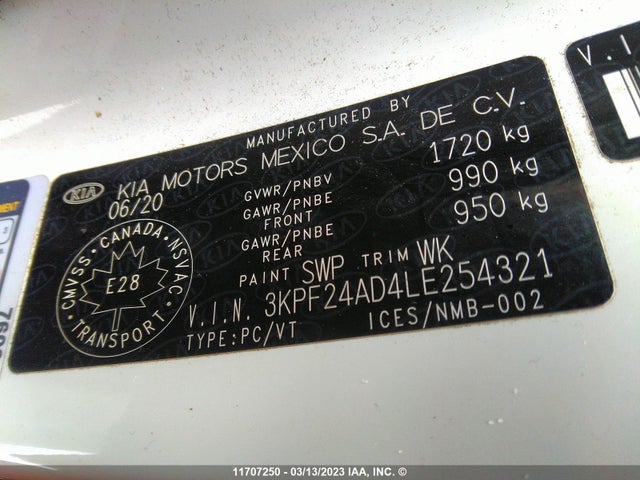 MANUFACTURED BY
KIA KIA MOTORS MEXICO S.A. DE C.V.
06/20
GVWR/PNBV 1720 kg
GAWR/PNBE FRONT 990 kg
GAWR/PNBE REAR 950 kg
PAINT SWP TRIM WK
V.I.N. 3KPF24AD4LE254321
TYPE:PC/VT ICES/NMB-002
CMVSS · CANADA · NSVAC · TRANSPORT
E28
V.I
11707250 - 03/13/2023 IAA, INC. ©